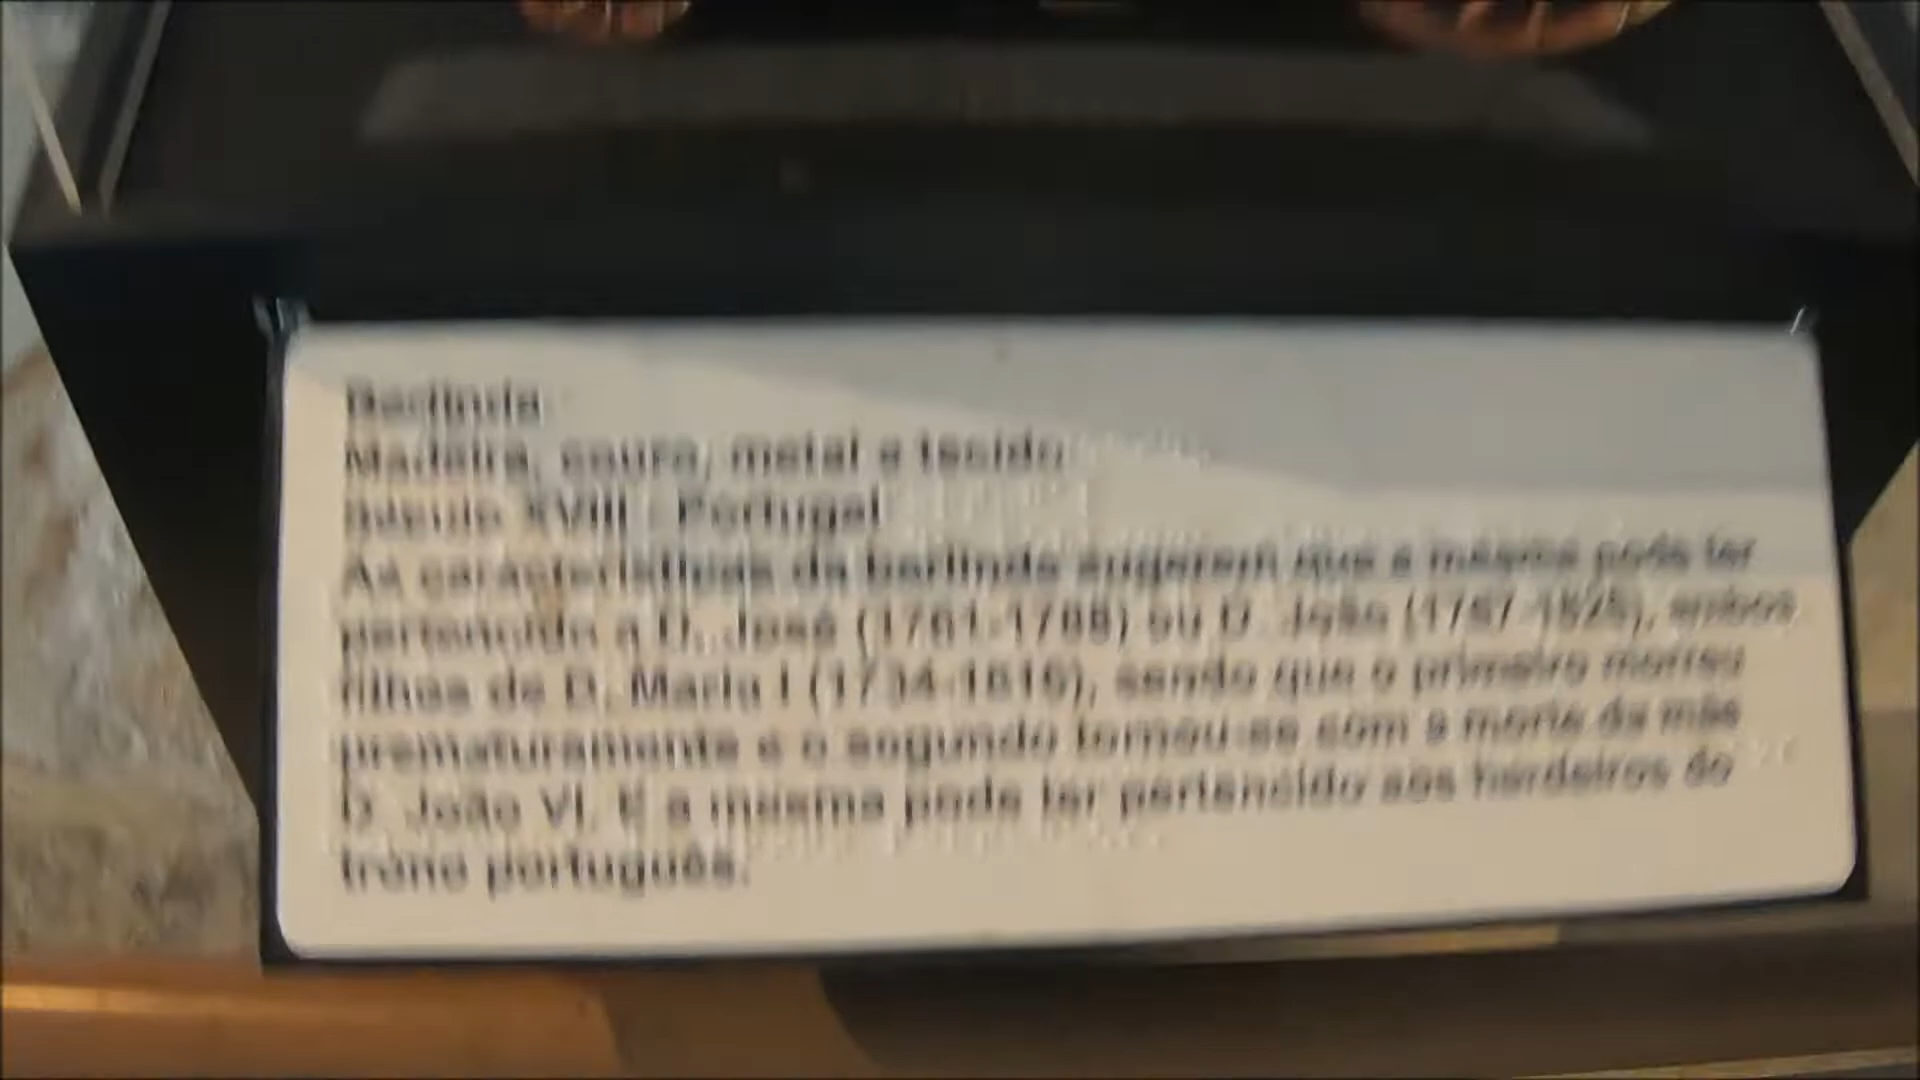 Berlinda
Madeira, couro, metal e tecido
século XVIII - Portugal
As características da berlinda sugerem que a mesma pode ter
pertencido a D. José (1761-1788) ou D. João (1767-1826), ambos
filhos de D. Maria I (1734-1816), sendo que o primeiro morreu
prematuramente e o segundo tornou-se com a morte da mãe
D. João VI. E a mesma pode ter pertencido aos herdeiros do
trono português.